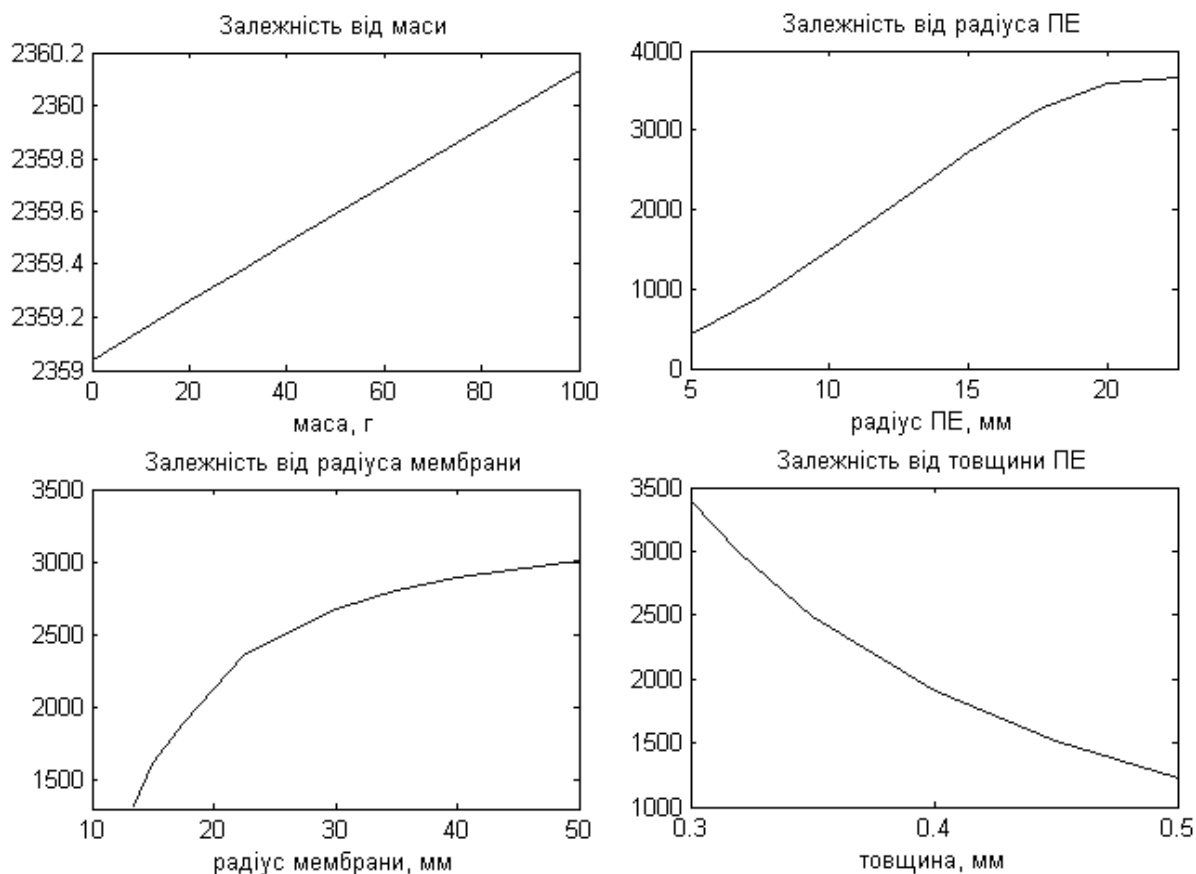 Залежність від маси
2360.2
2360
2359.8
2359.6
2359.4
2359.2
2359
0 20 40 60 80 100
маса, г
Залежність від радіуса ПЕ
4000
3000
2000
1000
0
5 10 15 20
радіус ПЕ, мм
Залежність від радіуса мембрани
3500
3000
2500
2000
1500
10 20 30 40 50
радіус мембрани, мм
Залежність від товщини ПЕ
3500
3000
2500
2000
1500
1000
0.3 0.4 0.5
товщина, мм